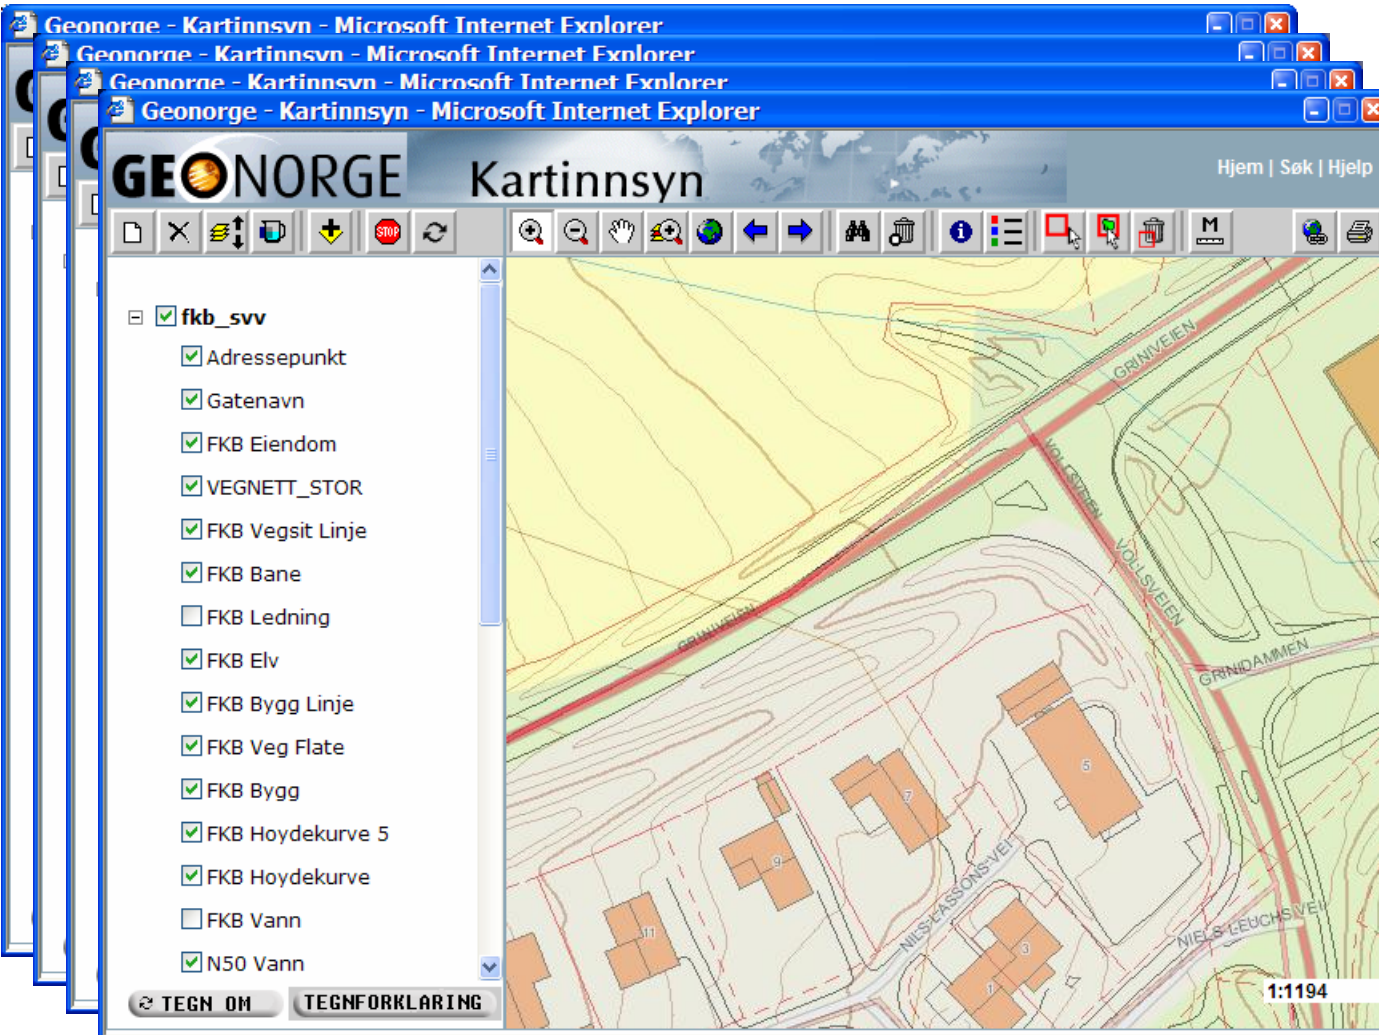 Geonorge - Kartinnsyn - Microsoft Internet Explorer
Geonorge - Kartinnsyn - Microsoft Internet Explorer
Geonorge - Kartinnsyn - Microsoft Internet Explorer
Geonorge - Kartinnsyn - Microsoft Internet Explorer
GEONORGE Kartinnsyn
Hjem | Søk | Hjelp
STOP
M
fkb_svv
Adressepunkt
Gatenavn
FKB Eiendom
VEGNETT_STOR
FKB Vegsit Linje
FKB Bane
FKB Ledning
FKB Elv
FKB Bygg Linje
FKB Veg Flate
FKB Bygg
FKB Hoydekurve 5
FKB Hoydekurve
FKB Vann
N50 Vann
TEGN OM
TEGNFORKLARING
GRINIVEIEN
VOLLSVEIEN
VOLLSVEIEN
GRINIVEIEN
GRINIDAMMEN
5
7
9
NILS-LASSONS-VEI
11
3
1
NIELS LEUCHS VEI
1:1194